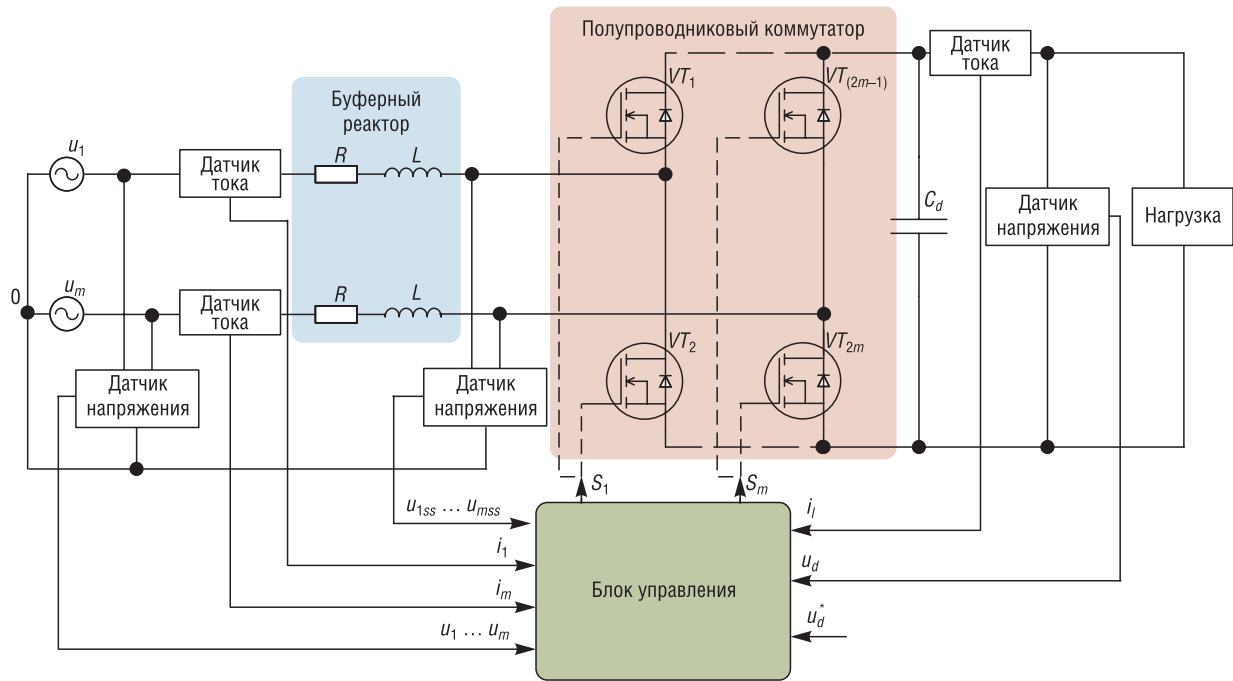 Полупроводниковый коммутатор
Датчик
тока
VT1
VT(2m–1)
Буферный
реактор
u1
Датчик
тока
R
L
Cd
Датчик
напряжения
Нагрузка
0
um
Датчик
тока
R
L
VT2
VT2m
Датчик
напряжения
Датчик
напряжения
S1
Sm
u1ss … umss
il
i1
ud
Блок управления
im
ud*
u1 … um